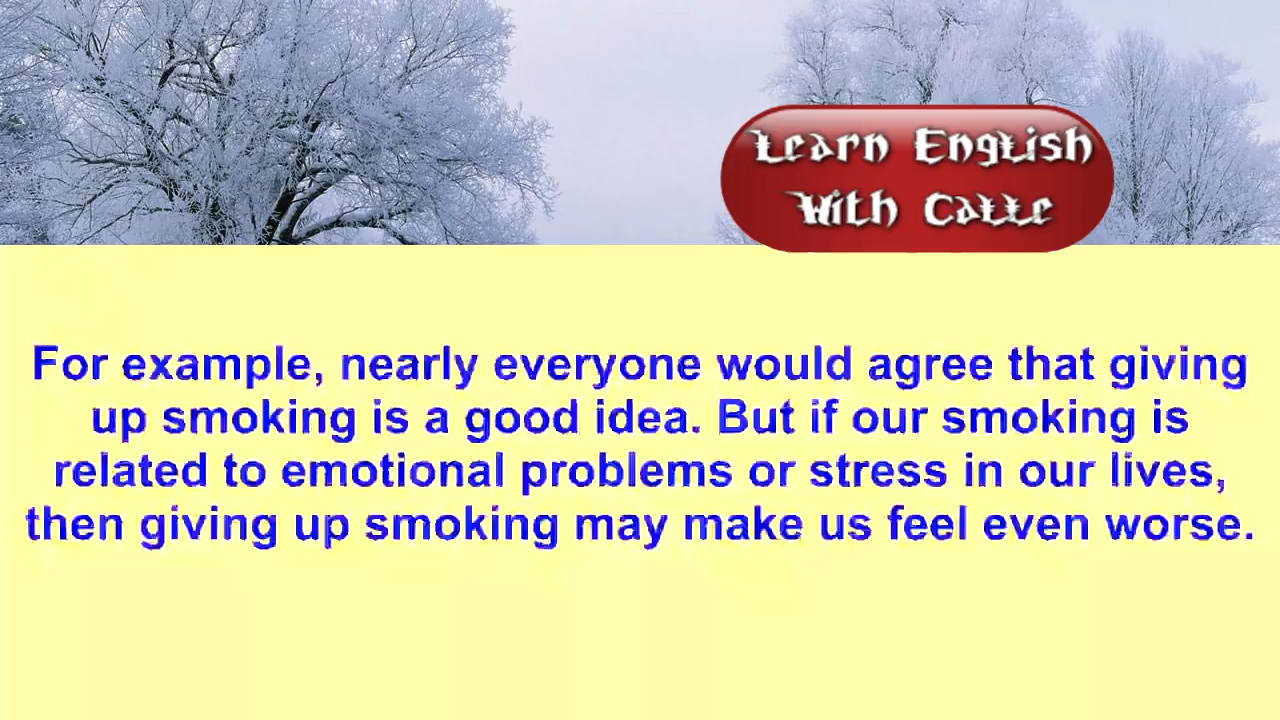 Learn English
With Catte
For example, nearly everyone would agree that giving
up smoking is a good idea. But if our smoking is
related to emotional problems or stress in our lives,
then giving up smoking may make us feel even worse.